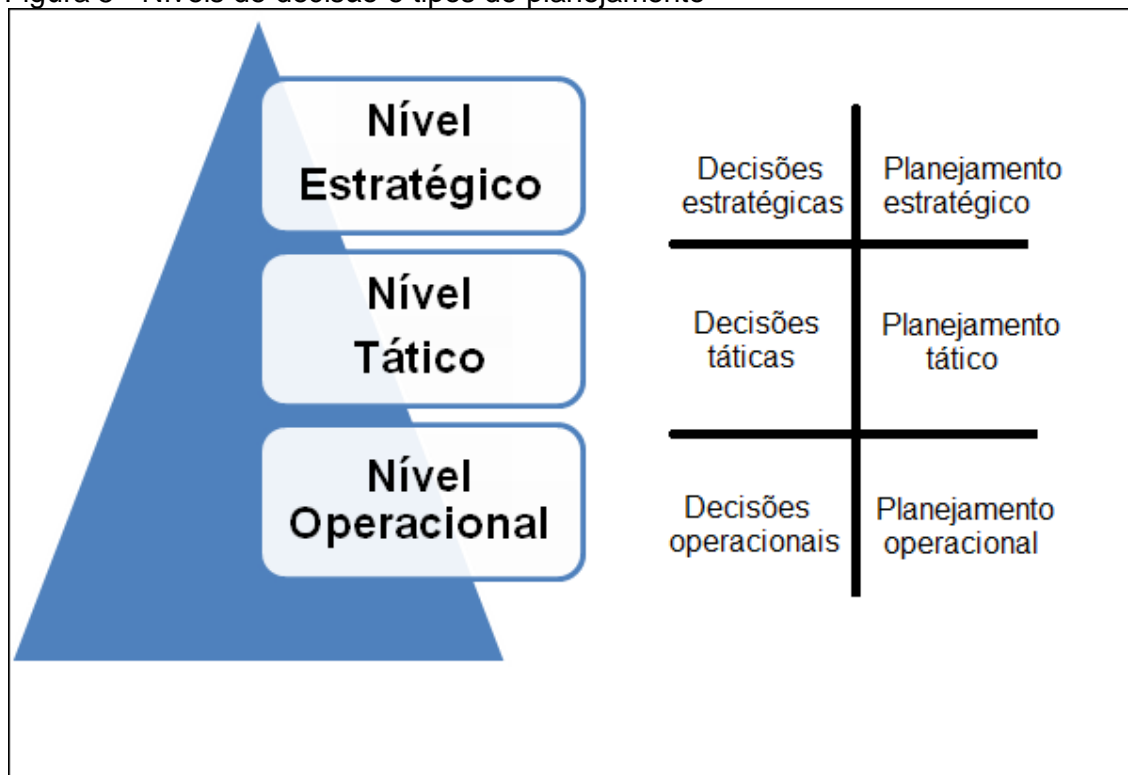 Nível
Estratégico
Decisões
estratégicas
Planejamento
estratégico
Nível
Tático
Decisões
táticas
Planejamento
tático
Nível
Operacional
Decisões
operacionais
Planejamento
operacional